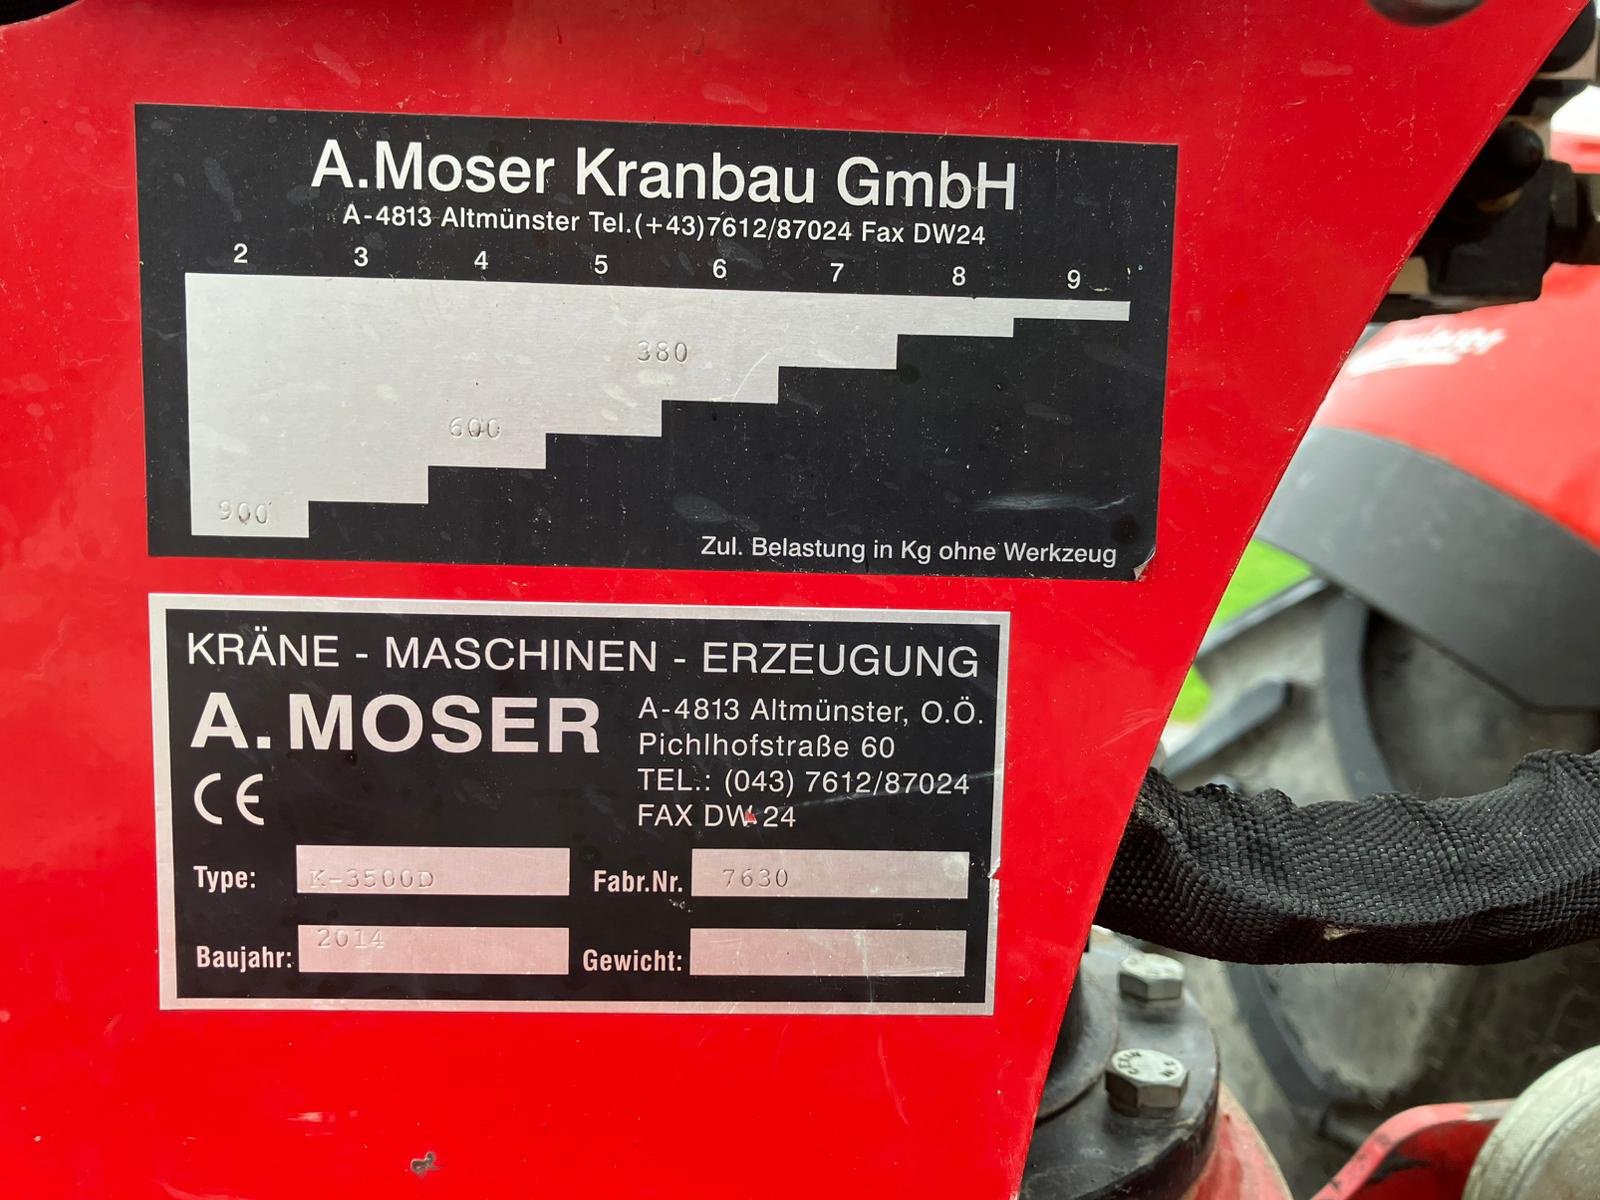 A.Moser Kranbau GmbH
A-4813 Altmünster Tel.(+43)7612/87024 Fax DW24
2 3 4 5 6 7 8 9
380
600
900
Zul. Belastung in Kg ohne Werkzeug
KRÄNE - MASCHINEN - ERZEUGUNG
A. MOSER
A-4813 Altmünster, O.Ö.
Pichlhofstraße 60
TEL.: (043) 7612/87024
FAX DW 24
CE
Type: K-3500D Fabr.Nr. 7630
Baujahr: 2014 Gewicht: